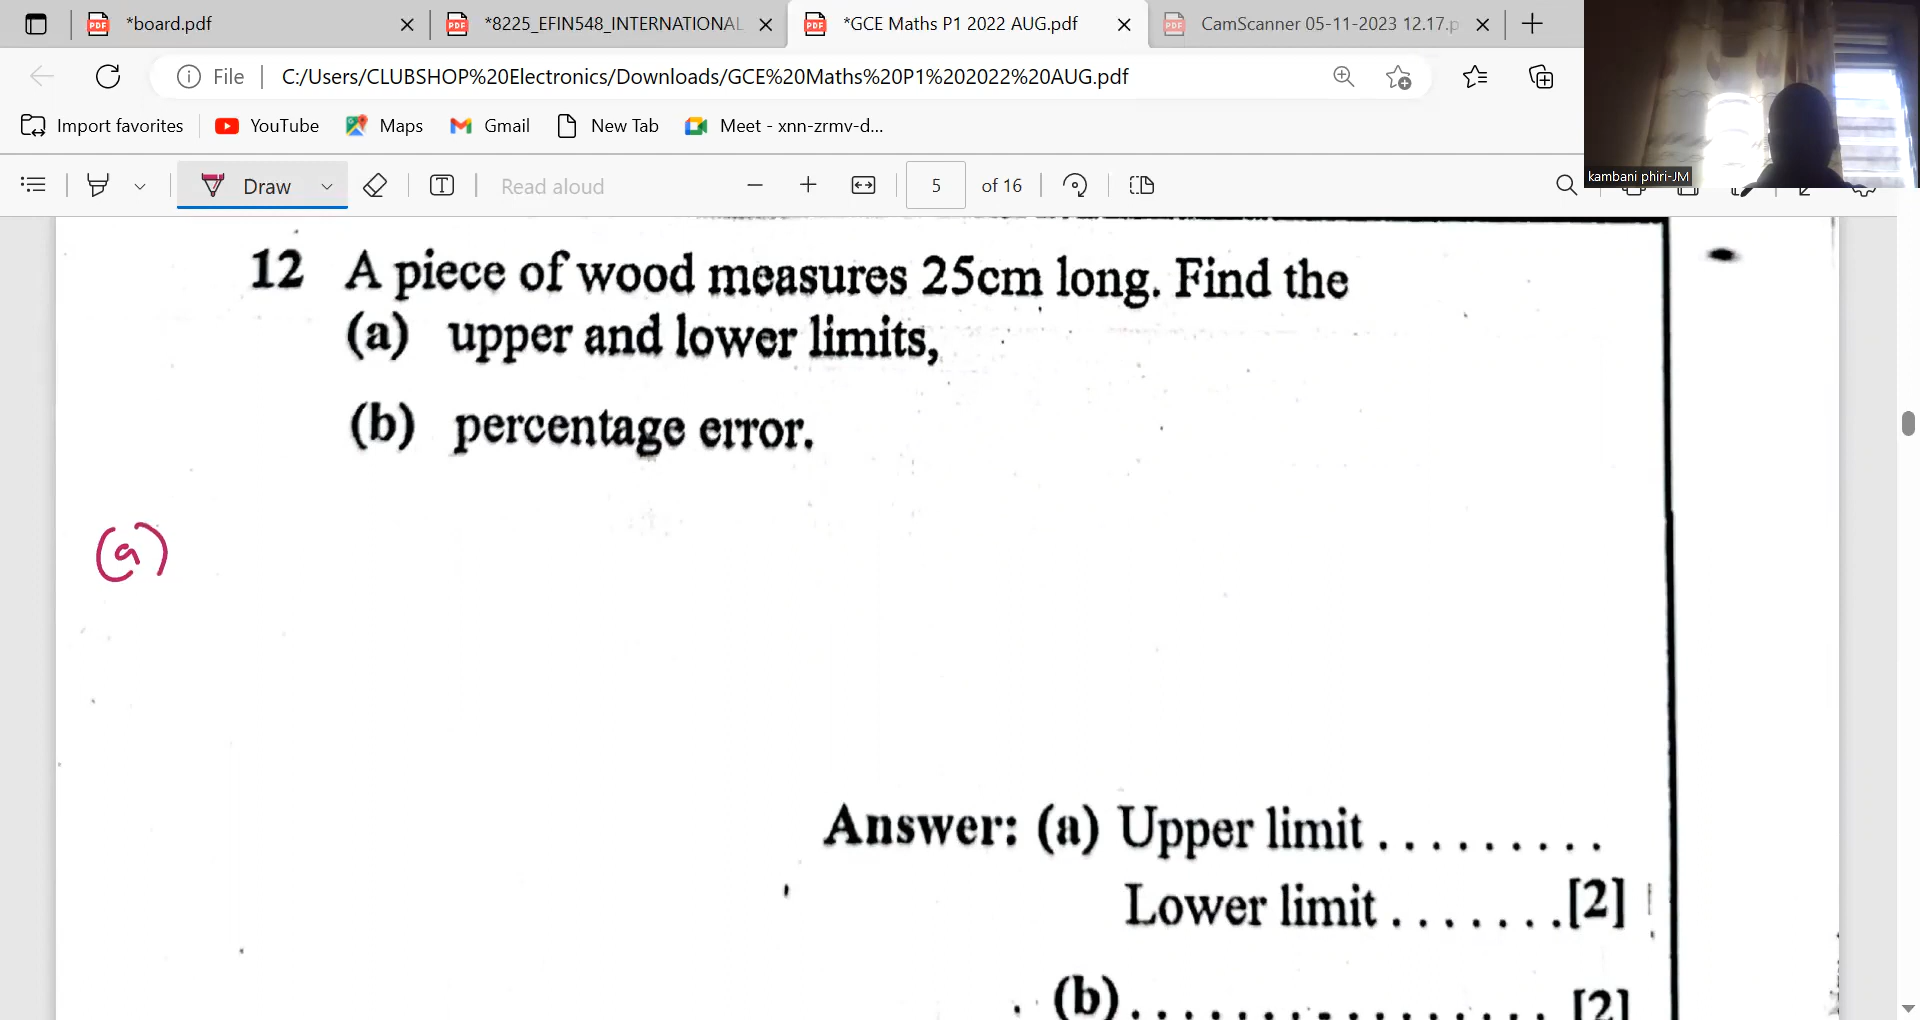 *board.pdf
*8225_EFIN548_INTERNATIONAL
*GCE Maths P1 2022 AUG.pdf
CamScanner 05-11-2023 12.17.p
File
C:/Users/CLUBSHOP%20Electronics/Downloads/GCE%20Maths%20P1%202022%20AUG.pdf
Import favorites
YouTube
Maps
Gmail
New Tab
Meet - xnn-zrmv-d...
Draw
Read aloud
5 of 16
kambani phiri-JM
12 A piece of wood measures 25cm long. Find the
(a) upper and lower limits,
(b) percentage error.
(a)
Answer: (a) Upper limit . . . . . . . . .
Lower limit . . . . . . . [2]
(b) . . . . . . . . . . . . . . . . [2]